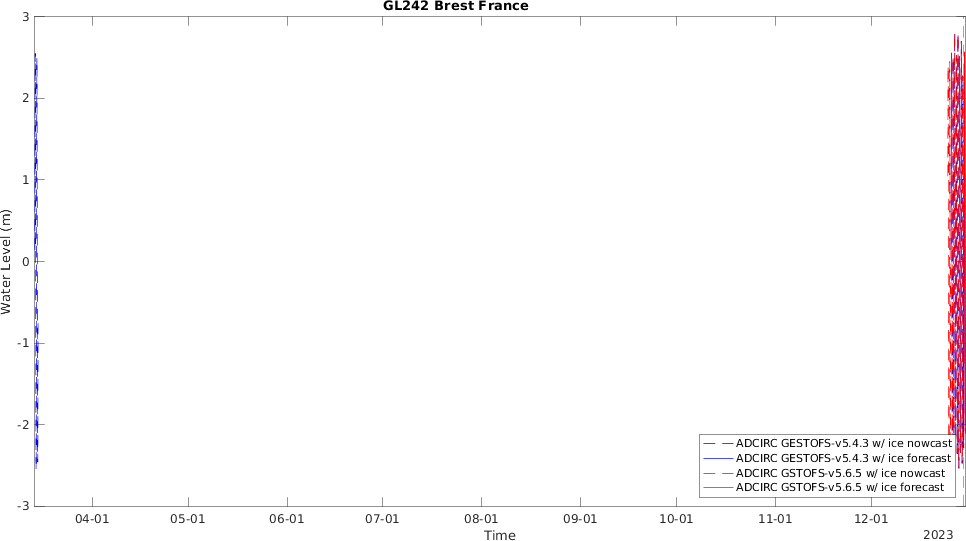 GL242 Brest France
Water Level (m)
3
2
1
0
-1
-2
-3
ADCIRC GESTOFS-v5.4.3 w/ ice nowcast
ADCIRC GESTOFS-v5.4.3 w/ ice forecast
ADCIRC GSTOFS-v5.6.5 w/ ice nowcast
ADCIRC GSTOFS-v5.6.5 w/ ice forecast
04-01 05-01 06-01 07-01 08-01 09-01 10-01 11-01 12-01
Time
2023